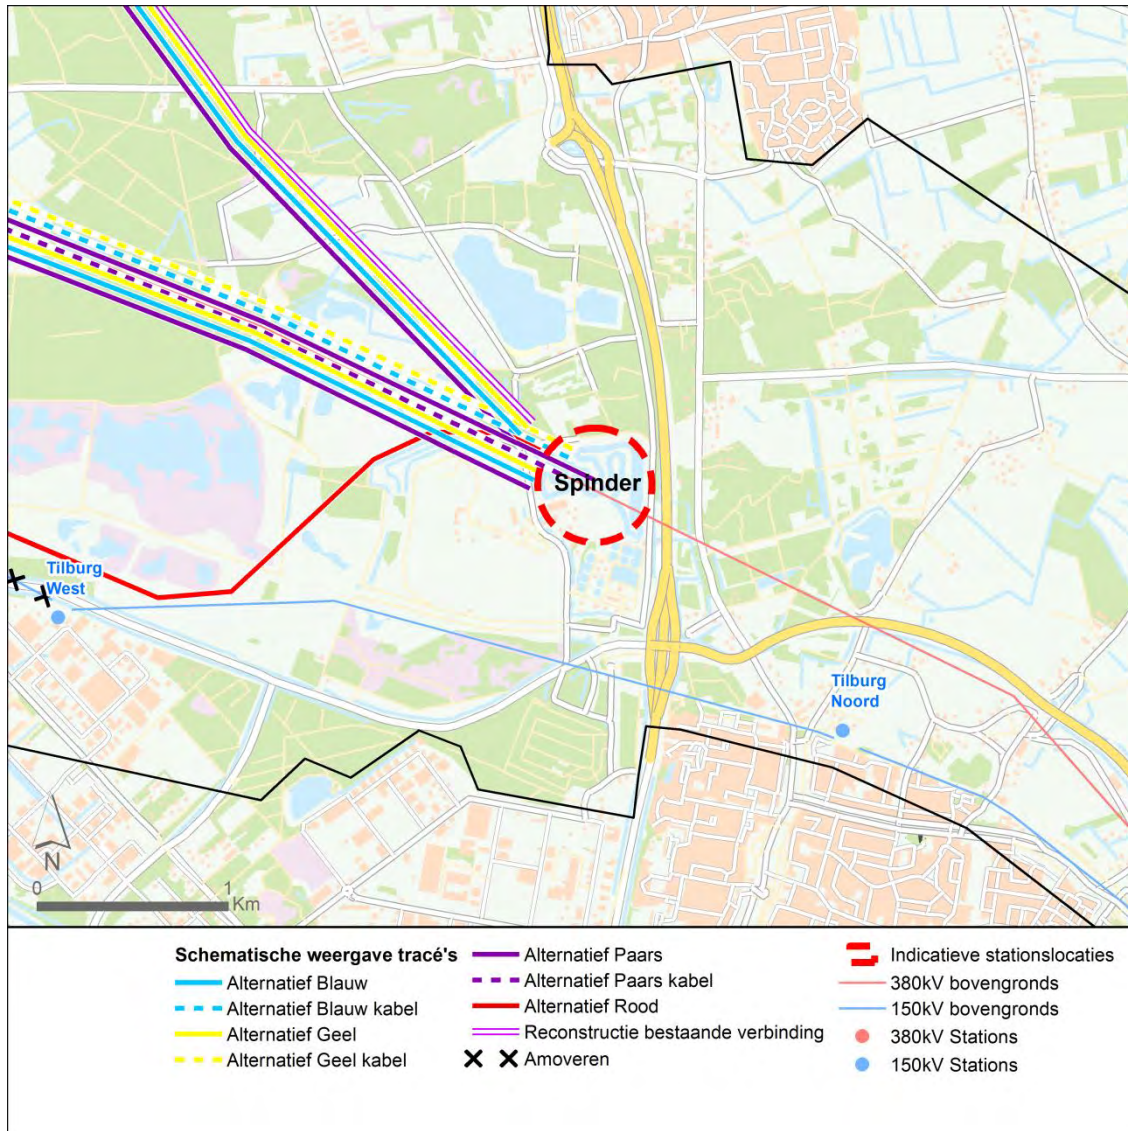 Spinder
Tilburg
West
Tilburg
Noord
N
0
1
Km
Schematische weergave tracé's
Alternatief Blauw
Alternatief Blauw kabel
Alternatief Geel
Alternatief Geel kabel
Alternatief Paars
Alternatief Paars kabel
Alternatief Rood
Reconstructie bestaande verbinding
Amoveren
Indicatieve stationslocaties
380kV bovengronds
150kV bovengronds
380kV Stations
150kV Stations